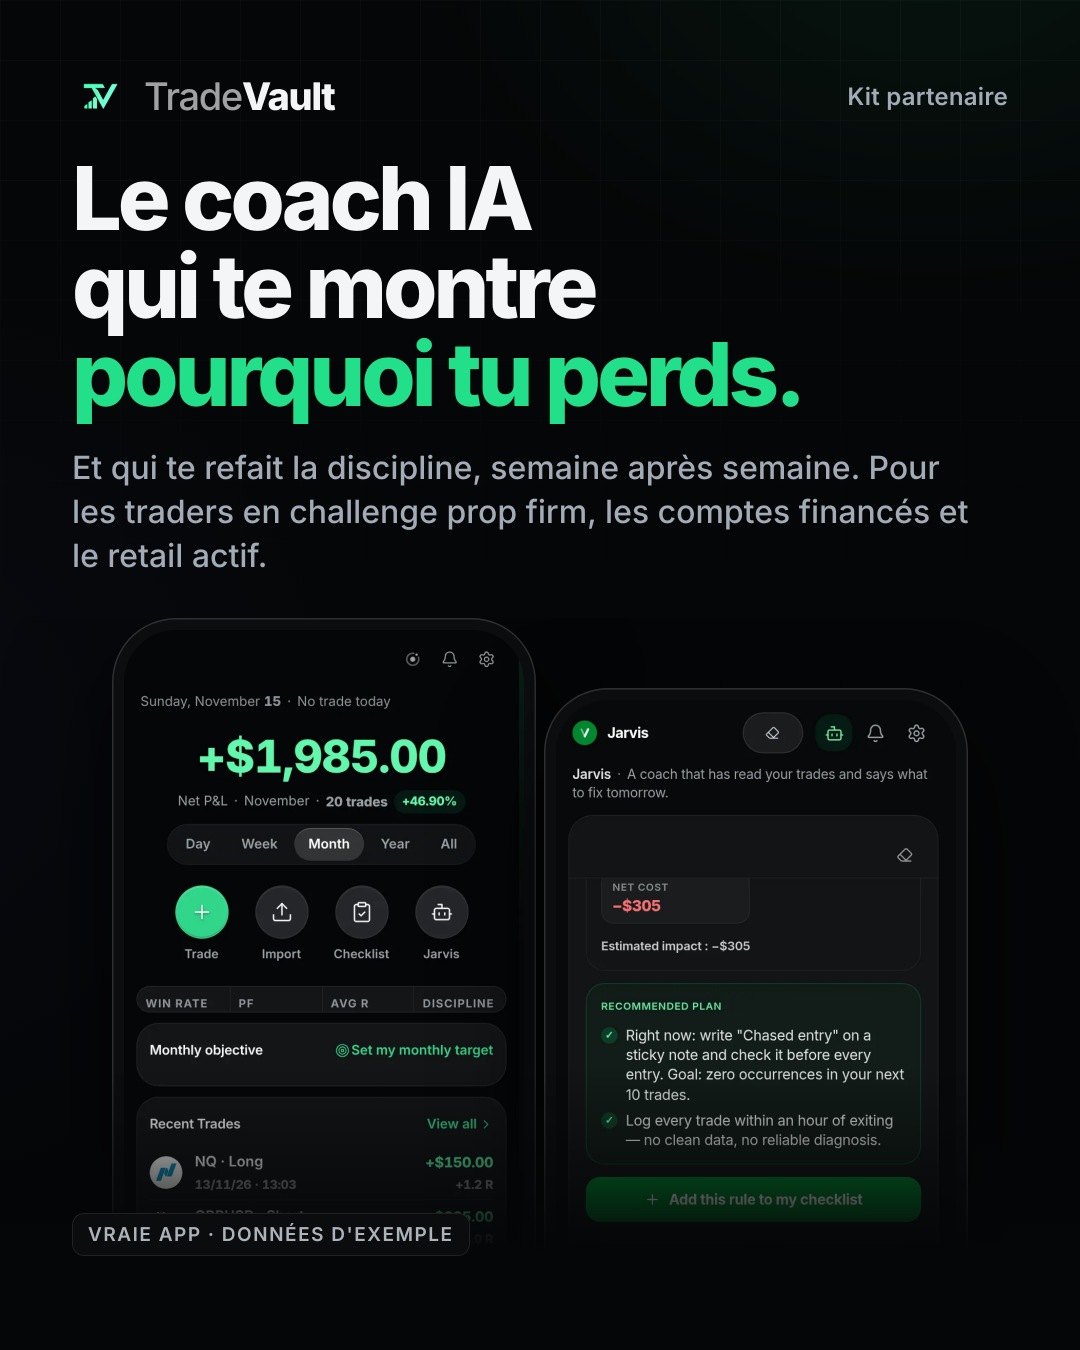 TradeVault
Kit partenaire
Le coach IA
qui te montre
pourquoi tu perds.
Et qui te refait la discipline, semaine après semaine. Pour
les traders en challenge prop firm, les comptes financés et
le retail actif.
Sunday, November 15 · No trade today
+$1,985.00
Net P&L · November · 20 trades +46.90%
Day Week Month Year All
Trade Import Checklist Jarvis
WIN RATE PF AVG R DISCIPLINE
Monthly objective Set my monthly target
Recent Trades View all >
NQ · Long +$150.00
13/11/26 · 13:03 +1.2 R
VRAIE APP · DONNÉES D'EXEMPLE
Jarvis
Jarvis · A coach that has read your trades and says what
to fix tomorrow.
NET COST
−$305
Estimated impact : −$305
RECOMMENDED PLAN
Right now: write "Chased entry" on a
sticky note and check it before every
entry. Goal: zero occurrences in your next
10 trades.
Log every trade within an hour of exiting
— no clean data, no reliable diagnosis.
+ Add this rule to my checklist